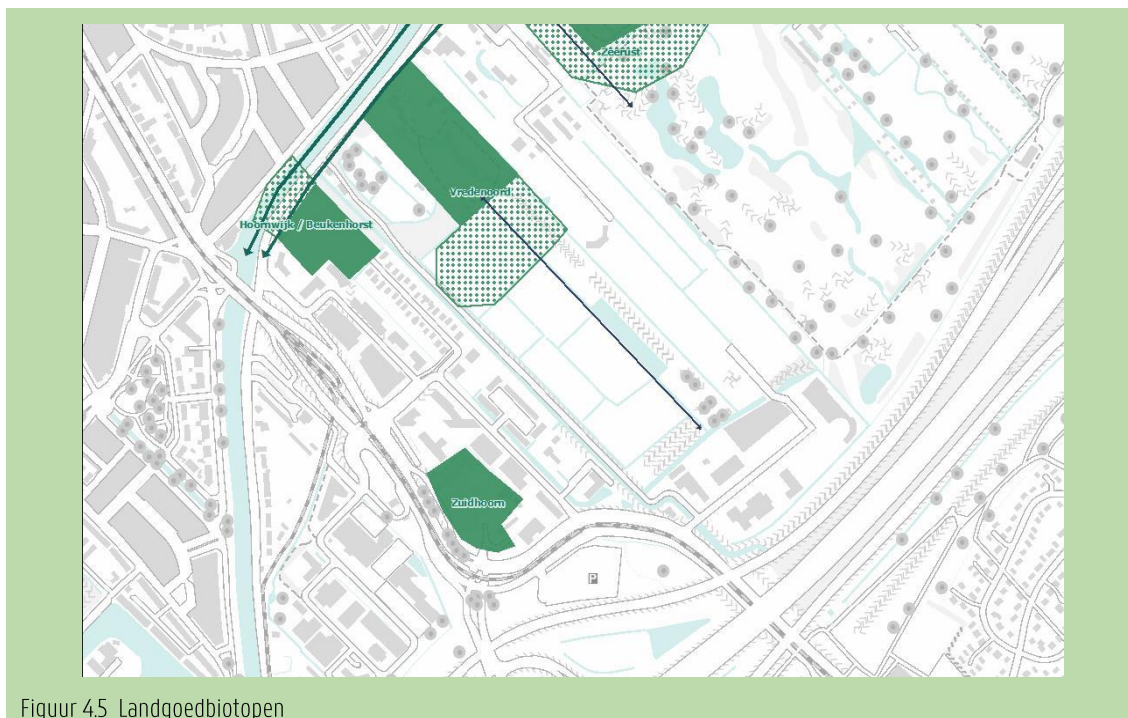 Zeerust
Vredenoord
Hoornwijk / Beukenhorst
Zuidhoorn
P
Figuur 4.5 Landgoedbiotopen